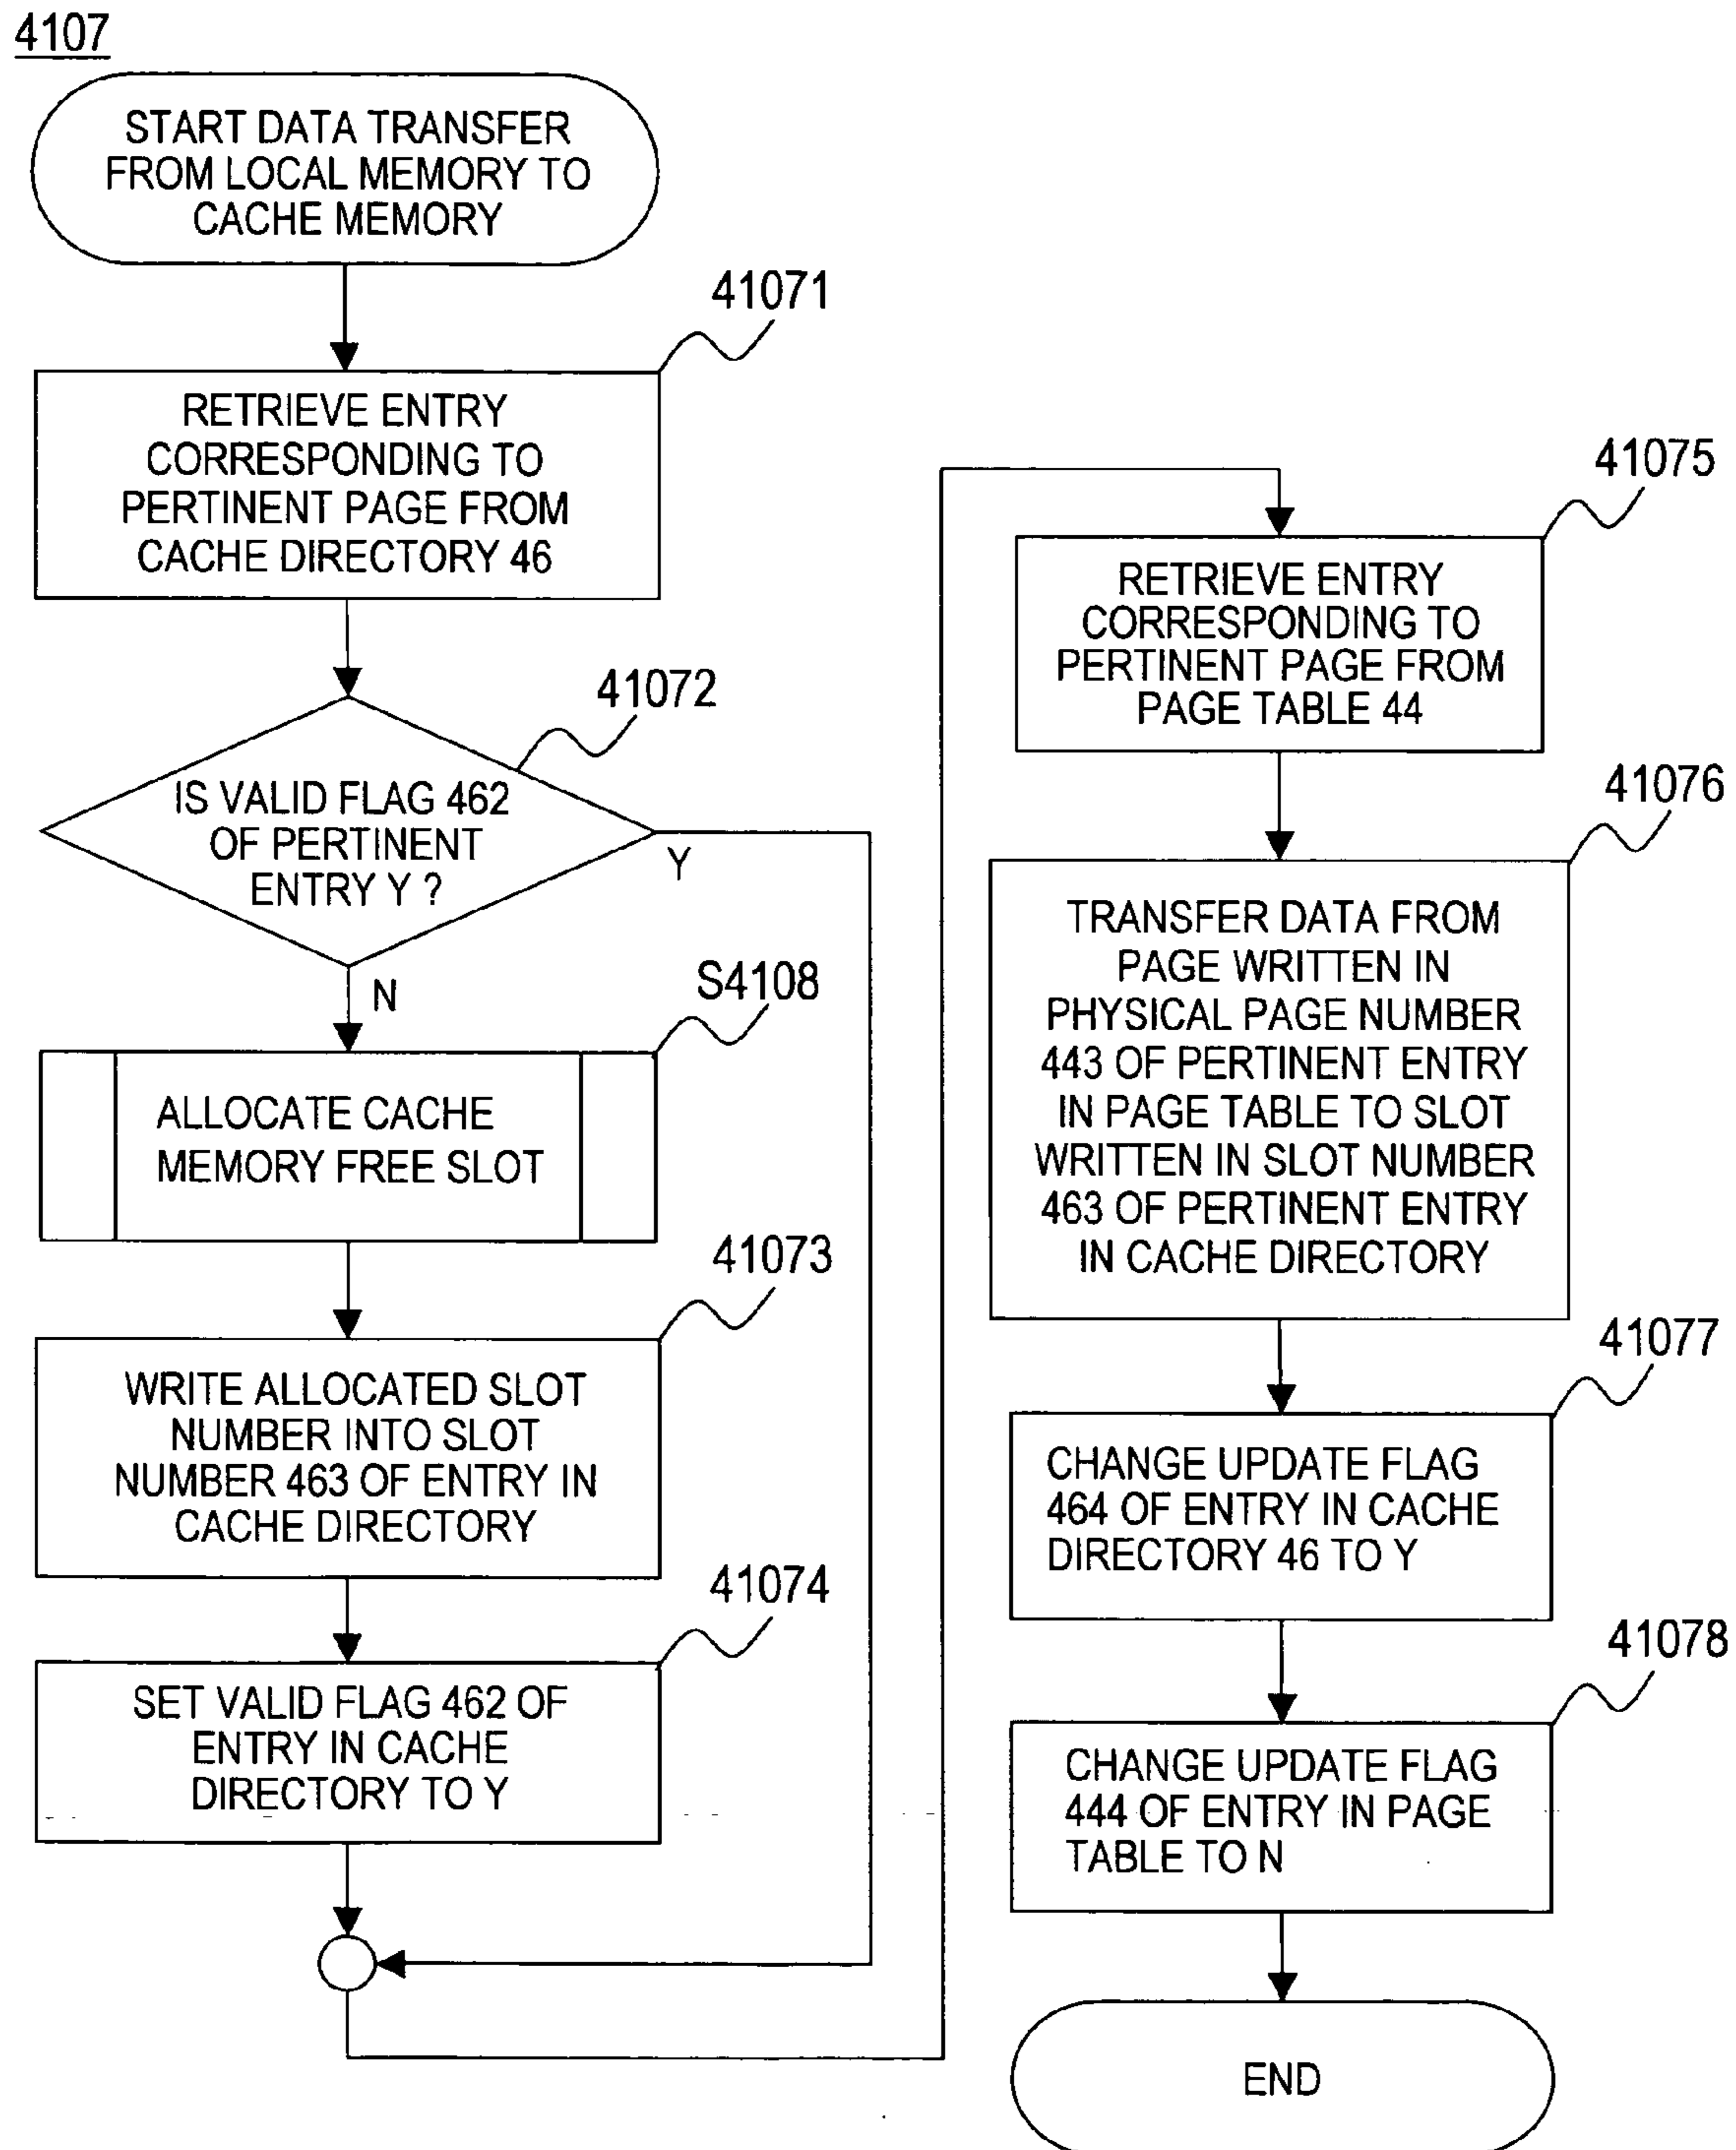 4107
START DATA TRANSFER
FROM LOCAL MEMORY TO
CACHE MEMORY
41071
RETRIEVE ENTRY
CORRESPONDING TO
PERTINENT PAGE FROM
CACHE DIRECTORY 46
41072
IS VALID FLAG 462
OF PERTINENT
ENTRY Y ?
Y
N
S4108
ALLOCATE CACHE
MEMORY FREE SLOT
41073
WRITE ALLOCATED SLOT
NUMBER INTO SLOT
NUMBER 463 OF ENTRY IN
CACHE DIRECTORY
41074
SET VALID FLAG 462 OF
ENTRY IN CACHE
DIRECTORY TO Y
41075
RETRIEVE ENTRY
CORRESPONDING TO
PERTINENT PAGE FROM
PAGE TABLE 44
41076
TRANSFER DATA FROM
PAGE WRITTEN IN
PHYSICAL PAGE NUMBER
443 OF PERTINENT ENTRY
IN PAGE TABLE TO SLOT
WRITTEN IN SLOT NUMBER
463 OF PERTINENT ENTRY
IN CACHE DIRECTORY
41077
CHANGE UPDATE FLAG
464 OF ENTRY IN CACHE
DIRECTORY 46 TO Y
41078
CHANGE UPDATE FLAG
444 OF ENTRY IN PAGE
TABLE TO N
END